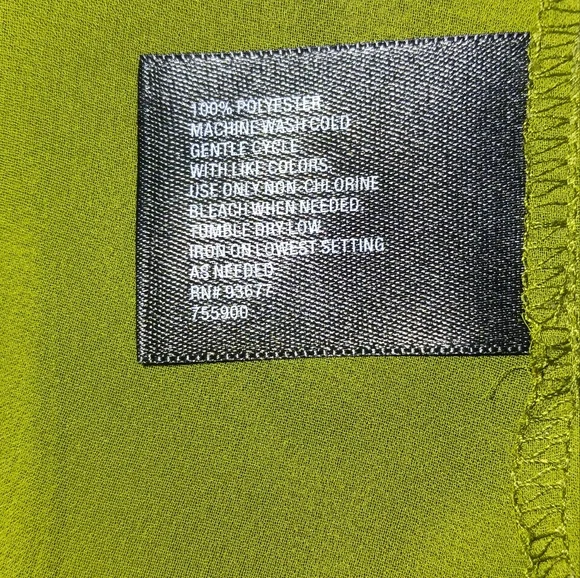 100% POLYESTER
MACHINE WASH COLD
GENTLE CYCLE
WITH LIKE COLORS.
USE ONLY NON-CHLORINE
BLEACH WHEN NEEDED.
TUMBLE DRY LOW.
IRON ON LOWEST SETTING
AS NEEDED
RN# 93677
755900